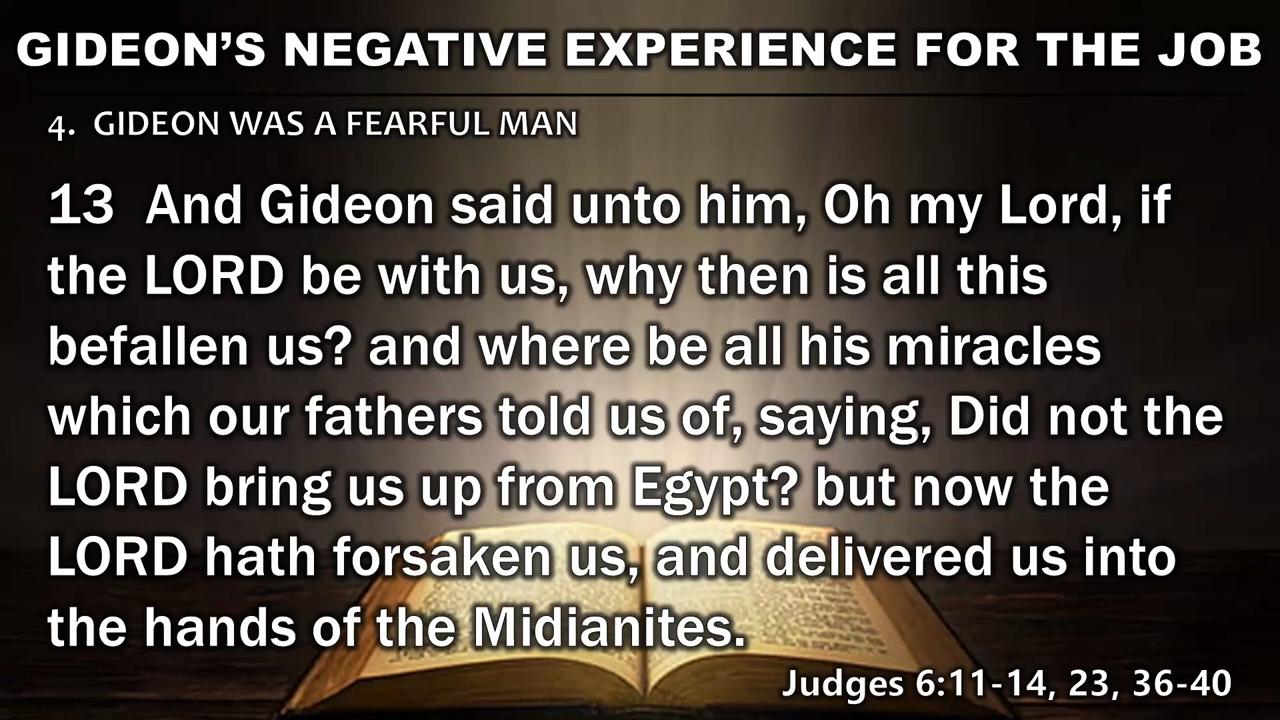 GIDEON’S NEGATIVE EXPERIENCE FOR THE JOB
4. GIDEON WAS A FEARFUL MAN
13 And Gideon said unto him, Oh my Lord, if
the LORD be with us, why then is all this
befallen us? and where be all his miracles
which our fathers told us of, saying, Did not the
LORD bring us up from Egypt? but now the
LORD hath forsaken us, and delivered us into
the hands of the Midianites.
Judges 6:11-14, 23, 36-40